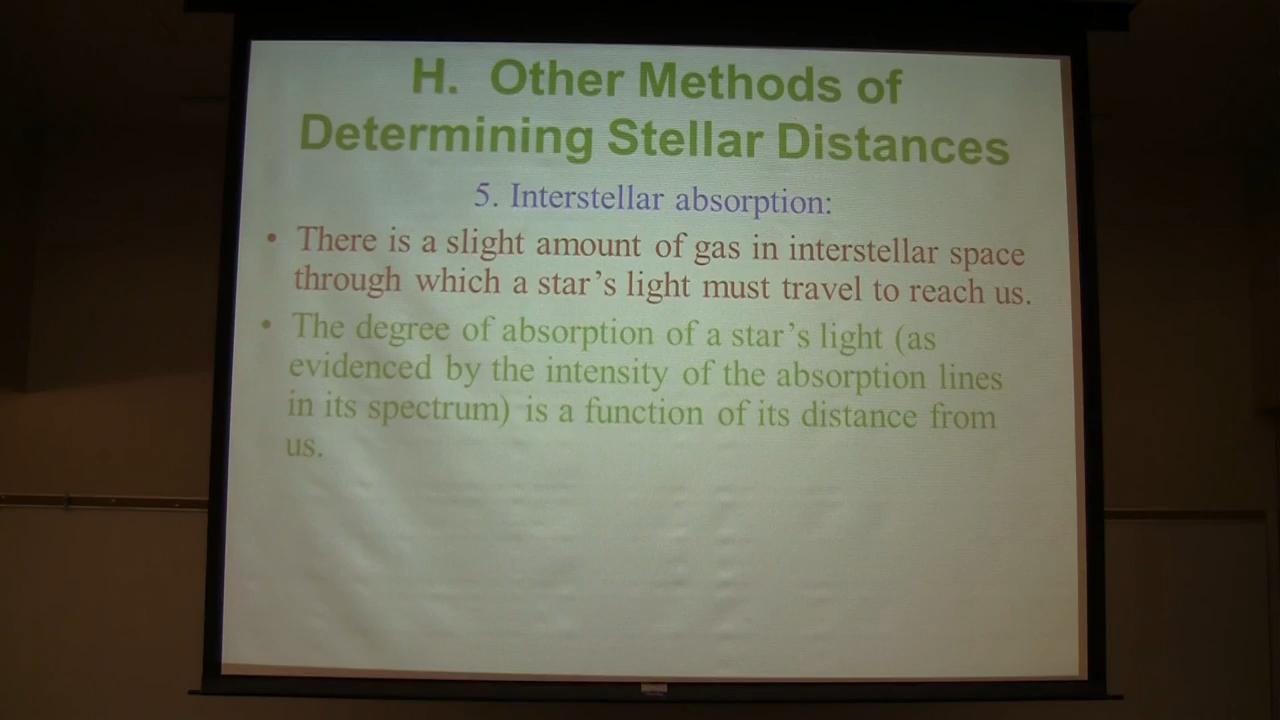 H. Other Methods of
Determining Stellar Distances
5. Interstellar absorption:
• There is a slight amount of gas in interstellar space
through which a star's light must travel to reach us.
• The degree of absorption of a star's light (as
evidenced by the intensity of the absorption lines
in its spectrum) is a function of its distance from
us.